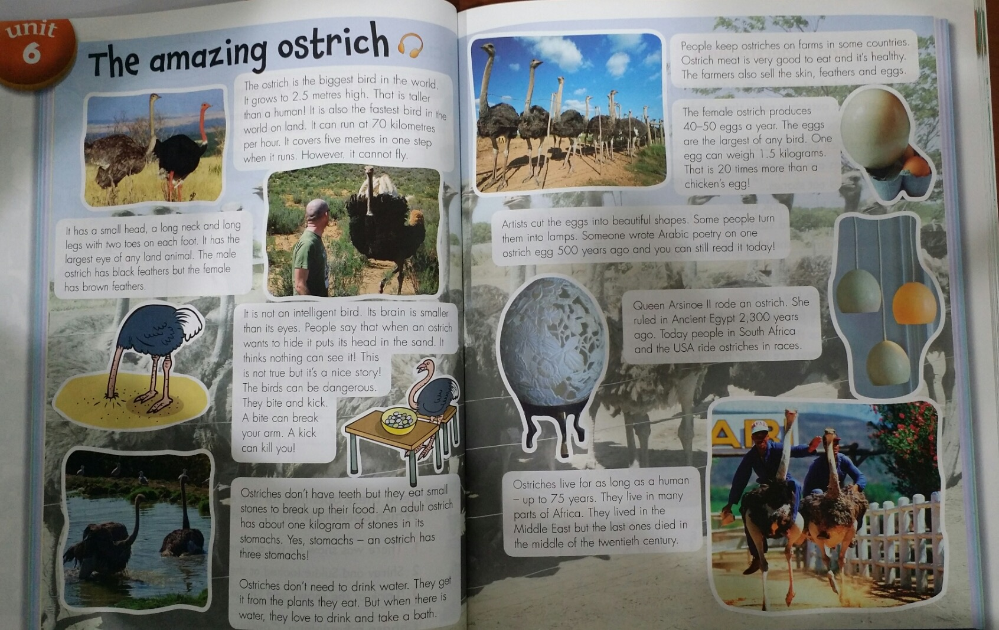 unit
6
The amazing ostrich
The ostrich is the biggest bird in the world.
It grows to 2.5 metres high. That is taller
than a human! It is also the fastest bird in the
world on land. It can run at 70 kilometres
per hour. It covers five metres in one step
when it runs. However, it cannot fly.
It has a small head, a long neck and long
legs with two toes on each foot. It has the
largest eye of any land animal. The male
ostrich has black feathers but the female
has brown feathers.
It is not an intelligent bird. Its brain is smaller
than its eyes. People say that when an ostrich
wants to hide it puts its head in the sand. It
thinks nothing can see it! This
is not true but it's a nice story!
The birds can be dangerous.
They bite and kick.
A bite can break
your arm. A kick
can kill you!
Ostriches don't have teeth but they eat small
stones to break up their food. An adult ostrich
has about one kilogram of stones in its
stomachs. Yes, stomachs – an ostrich has
three stomachs!
Ostriches don't need to drink water. They get
it from the plants they eat. But when there is
water, they love to drink and take a bath.
People keep ostriches on farms in some countries.
Ostrich meat is very good to eat and it's healthy.
The farmers also sell the skin, feathers and eggs.
The female ostrich produces
40–50 eggs a year. The eggs
are the largest of any bird. One
egg can weigh 1.5 kilograms.
That is 20 times more than a
chicken's egg!
Artists cut the eggs into beautiful shapes. Some people turn
them into lamps. Someone wrote Arabic poetry on one
ostrich egg 500 years ago and you can still read it today!
Queen Arsinoe II rode an ostrich. She
ruled in Ancient Egypt 2,300 years
ago. Today people in South Africa
and the USA ride ostriches in races.
Ostriches live for as long as a human
– up to 75 years. They live in many
parts of Africa. They lived in the
Middle East but the last ones died in
the middle of the twentieth century.